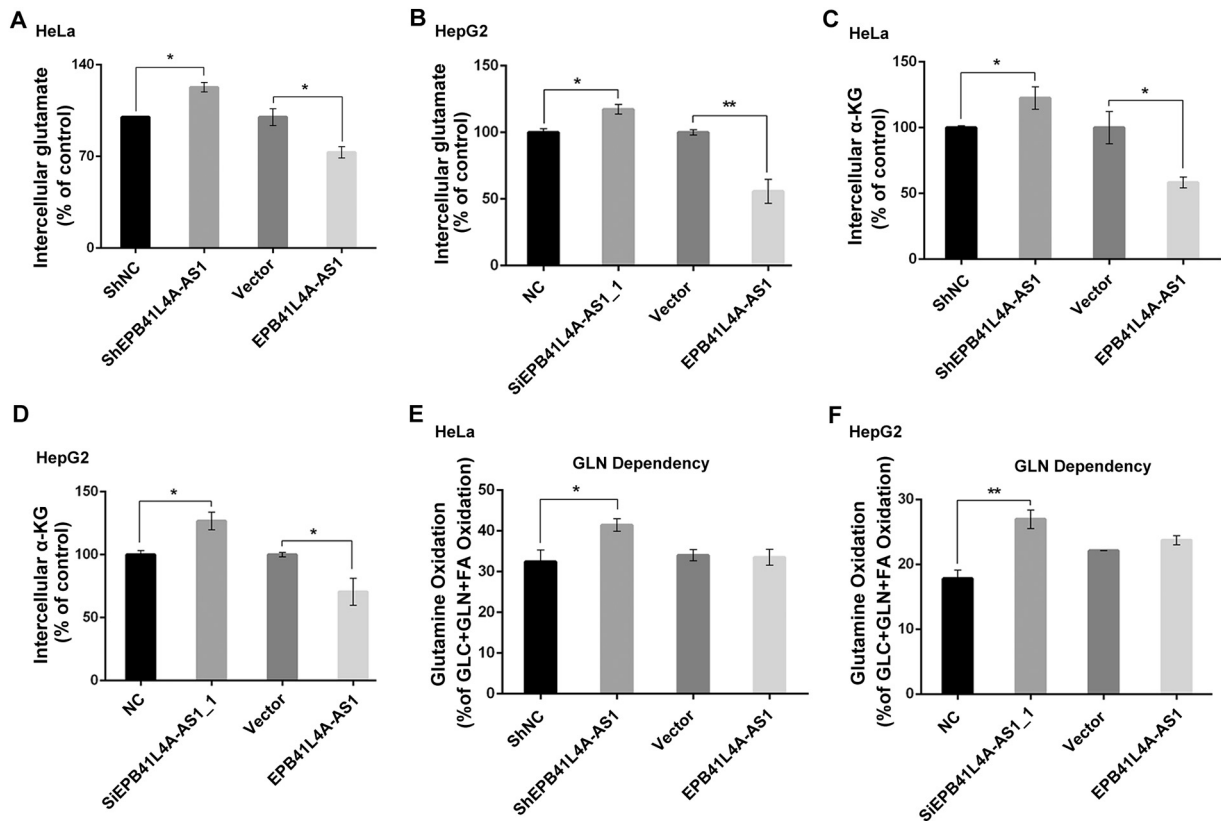 A
HeLa
Intercellular glutamate
(% of control)
140
70
0
*
*
ShNC
ShEPB41L4A-AS1
Vector
EPB41L4A-AS1
B
HepG2
Intercellular glutamate
(% of control)
150
100
50
0
*
**
NC
SiEPB41L4A-AS1_1
Vector
EPB41L4A-AS1
C
HeLa
Intercellular α-KG
(% of control)
150
100
50
0
*
*
ShNC
ShEPB41L4A-AS1
Vector
EPB41L4A-AS1
D
HepG2
Intercellular α-KG
(% of control)
150
100
50
0
*
*
NC
SiEPB41L4A-AS1_1
Vector
EPB41L4A-AS1
E
HeLa
GLN Dependency
Glutamine Oxidation
(%of GLC+GLN+FA Oxidation)
50
40
30
20
10
0
*
ShNC
ShEPB41L4A-AS1
Vector
EPB41L4A-AS1
F
HepG2
GLN Dependency
Glutamine Oxidation
(%of GLC+GLN+FA Oxidation)
30
20
10
0
**
NC
SiEPB41L4A-AS1_1
Vector
EPB41L4A-AS1